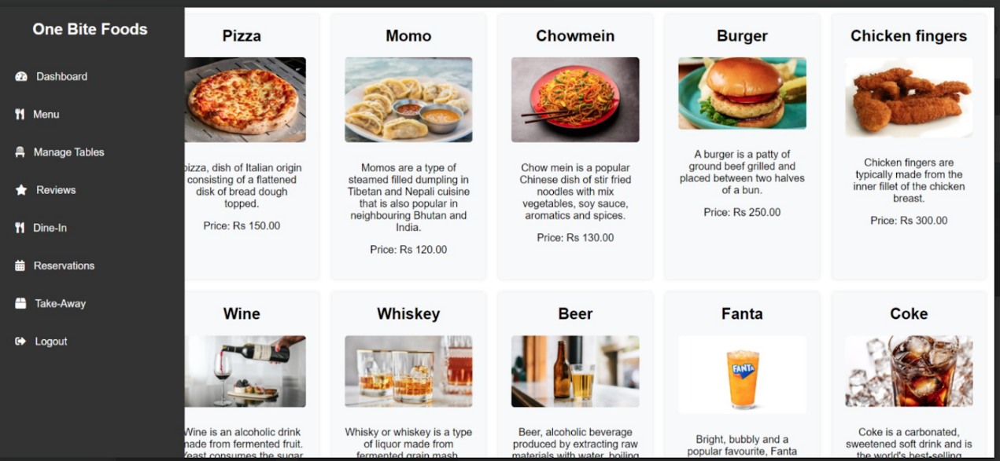 One Bite Foods
Dashboard
Menu
Manage Tables
Reviews
Dine-In
Reservations
Take-Away
Logout
Pizza
pizza, dish of Italian origin
consisting of a flattened
disk of bread dough
topped.
Price: Rs 150.00
Momo
Momos are a type of
steamed filled dumpling in
Tibetan and Nepali cuisine
that is also popular in
neighbouring Bhutan and
India.
Price: Rs 120.00
Chowmein
Chow mein is a popular
Chinese dish of stir fried
noodles with mix
vegetables, soy sauce,
aromatics and spices.
Price: Rs 130.00
Burger
A burger is a patty of
ground beef grilled and
placed between two halves
of a bun.
Price: Rs 250.00
Chicken fingers
Chicken fingers are
typically made from the
inner fillet of the chicken
breast.
Price: Rs 300.00
Wine
Wine is an alcoholic drink
made from fermented fruit.
Yeast consumes the sugar
Whiskey
Whisky or whiskey is a type
of liquor made from
fermented grain mash
Beer
Beer, alcoholic beverage
produced by extracting raw
materials with water, boiling
Fanta
FANTA
Bright, bubbly and a
popular favourite, Fanta
Coke
Coke is a carbonated,
sweetened soft drink and is
the world's best-selling